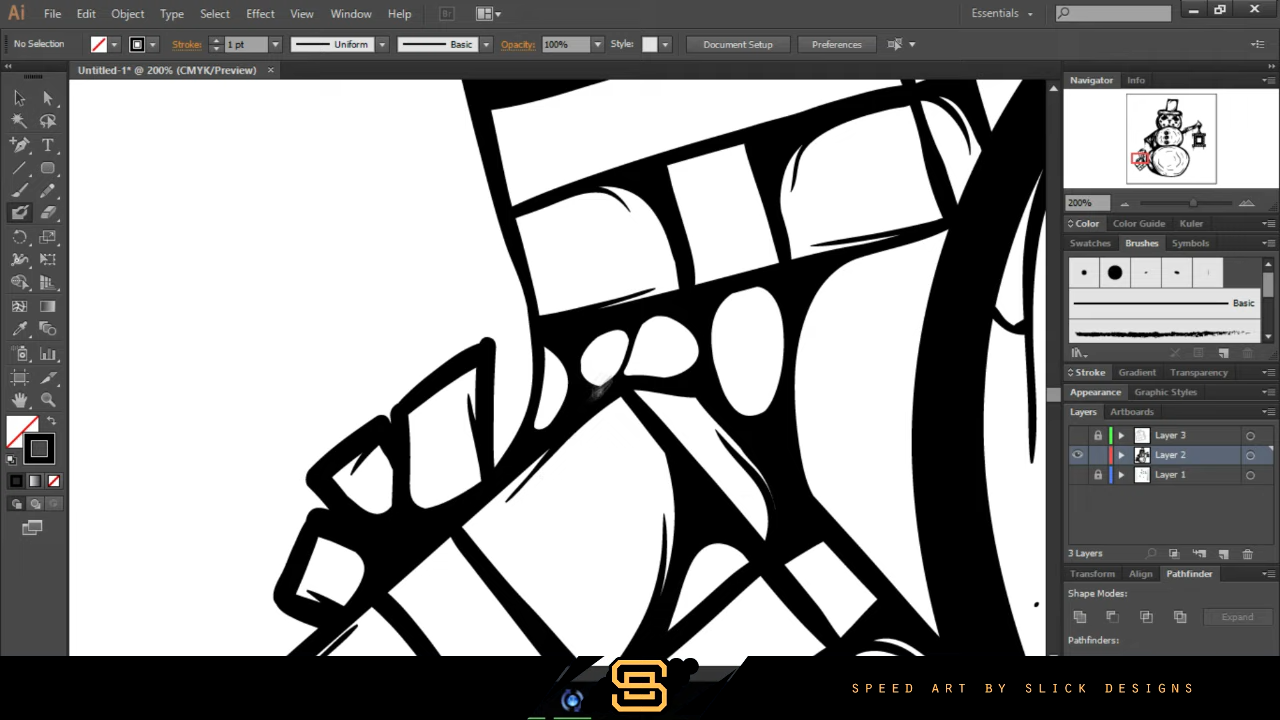 Ai File Edit Object Type Select Effect View Window Help Br Essentials
No Selection Stroke: 1 pt Uniform Basic Opacity: 100% Style: Document Setup Preferences
Untitled-1* @ 200% (CMYK/Preview) ×
Navigator Info
200%
Color Color Guide Kuler
Swatches Brushes Symbols
Basic
Stroke Gradient Transparency
Appearance Graphic Styles
Layers Artboards
Layer 3
Layer 2
Layer 1
3 Layers
Transform Align Pathfinder
Shape Modes:
Expand
Pathfinders:
SPEED ART BY SLICK DESIGNS